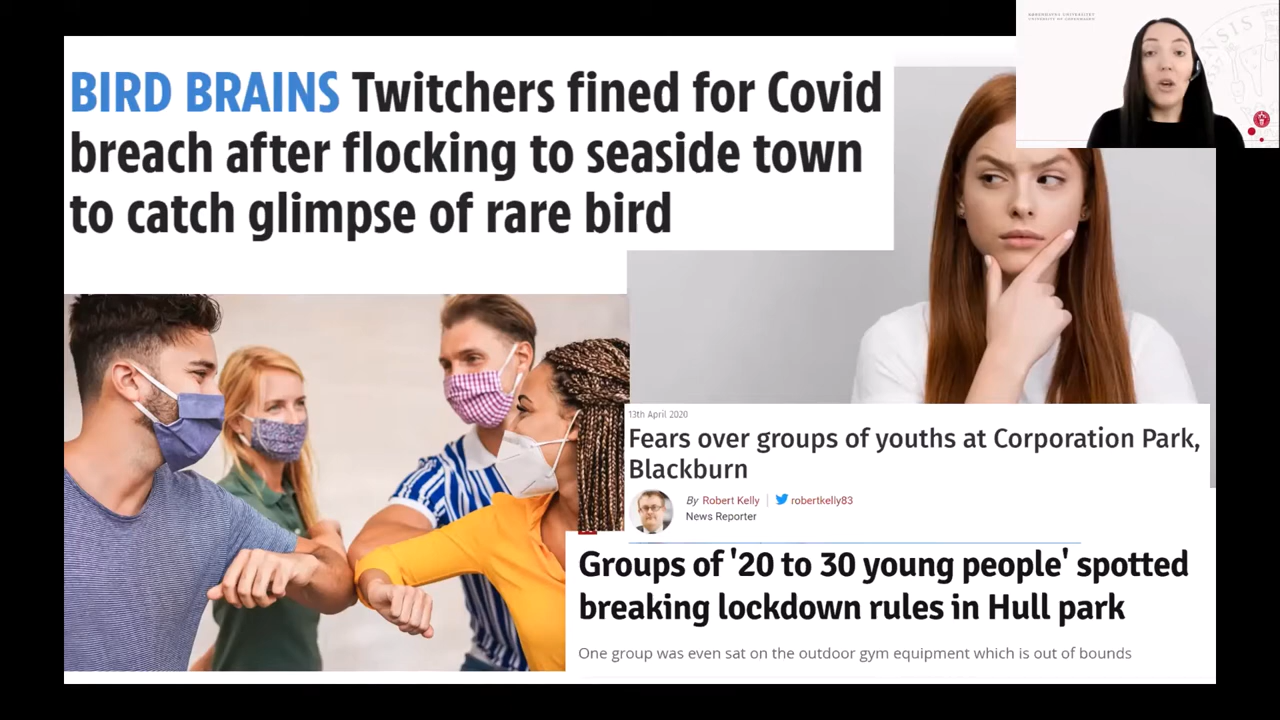 BIRD BRAINS Twitchers fined for Covid
breach after flocking to seaside town
to catch glimpse of rare bird
13th April 2020
Fears over groups of youths at Corporation Park,
Blackburn
By Robert Kelly
robertkelly83
News Reporter
Groups of '20 to 30 young people' spotted
breaking lockdown rules in Hull park
One group was even sat on the outdoor gym equipment which is out of bounds